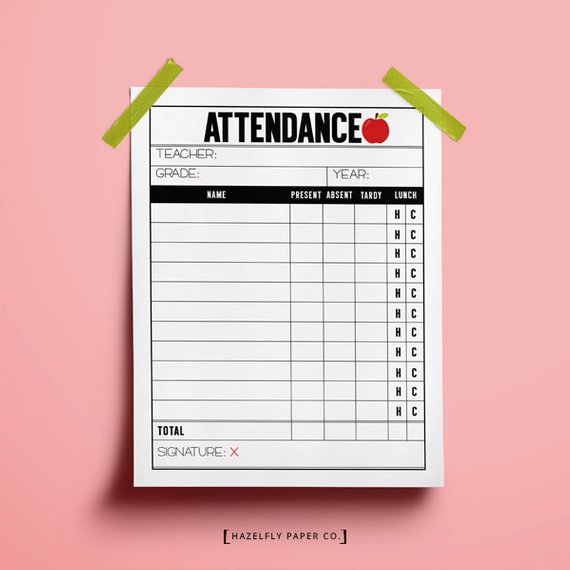 ATTENDANCE
TEACHER:
GRADE: YEAR:
NAME PRESENT ABSENT TARDY LUNCH
H C
H C
H C
H C
H C
H C
H C
H C
H C
H C
H C
TOTAL
SIGNATURE: X
[HAZELFLY PAPER CO.]